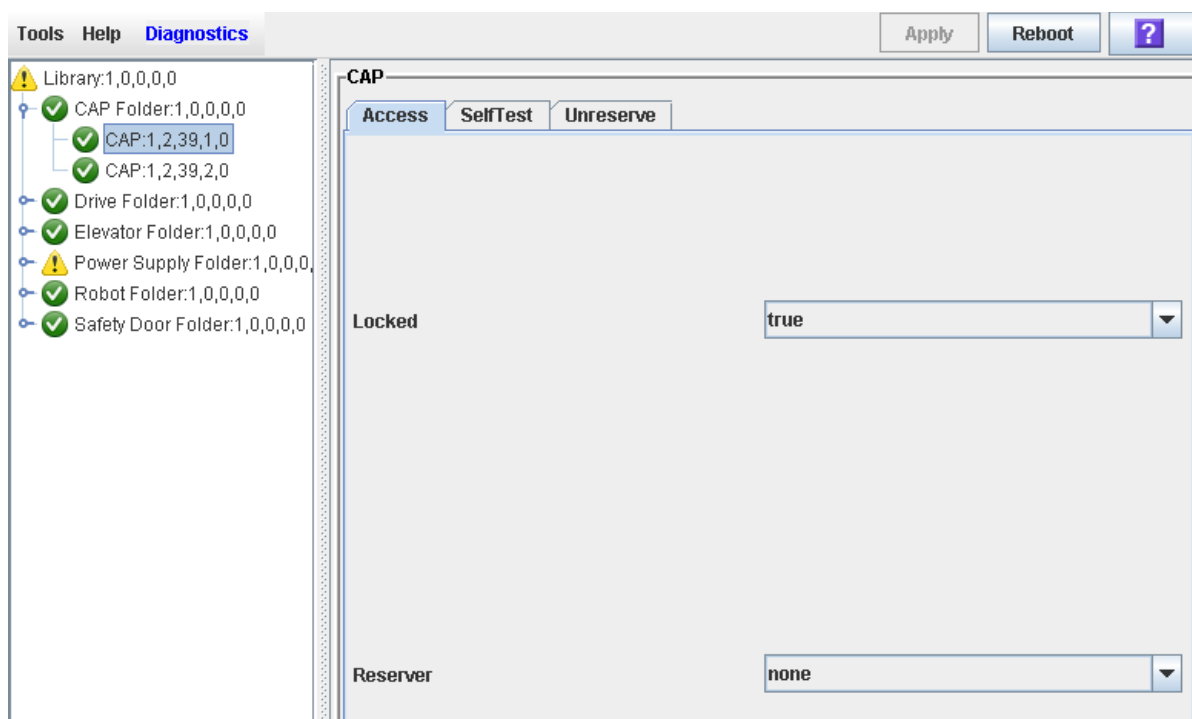 Tools Help Diagnostics Apply Reboot ?
Library:1,0,0,0,0
CAP Folder:1,0,0,0,0
CAP:1,2,39,1,0
CAP:1,2,39,2,0
Drive Folder:1,0,0,0,0
Elevator Folder:1,0,0,0,0
Power Supply Folder:1,0,0,0,
Robot Folder:1,0,0,0,0
Safety Door Folder:1,0,0,0,0
CAP
Access SelfTest Unreserve
Locked true
Reserver none